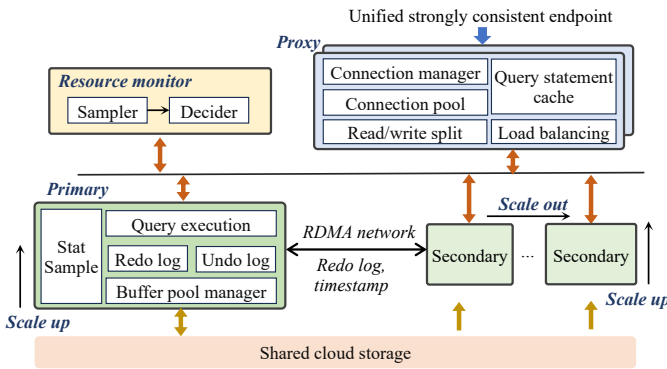 Unified strongly consistent endpoint
Proxy
Connection manager
Connection pool
Read/write split
Query statement
cache
Load balancing
Resource monitor
Sampler
Decider
Primary
Stat
Sample
Query execution
Redo log
Undo log
Buffer pool manager
Scale up
RDMA network
Redo log,
timestamp
Scale out
Secondary
...
Secondary
Scale up
Shared cloud storage